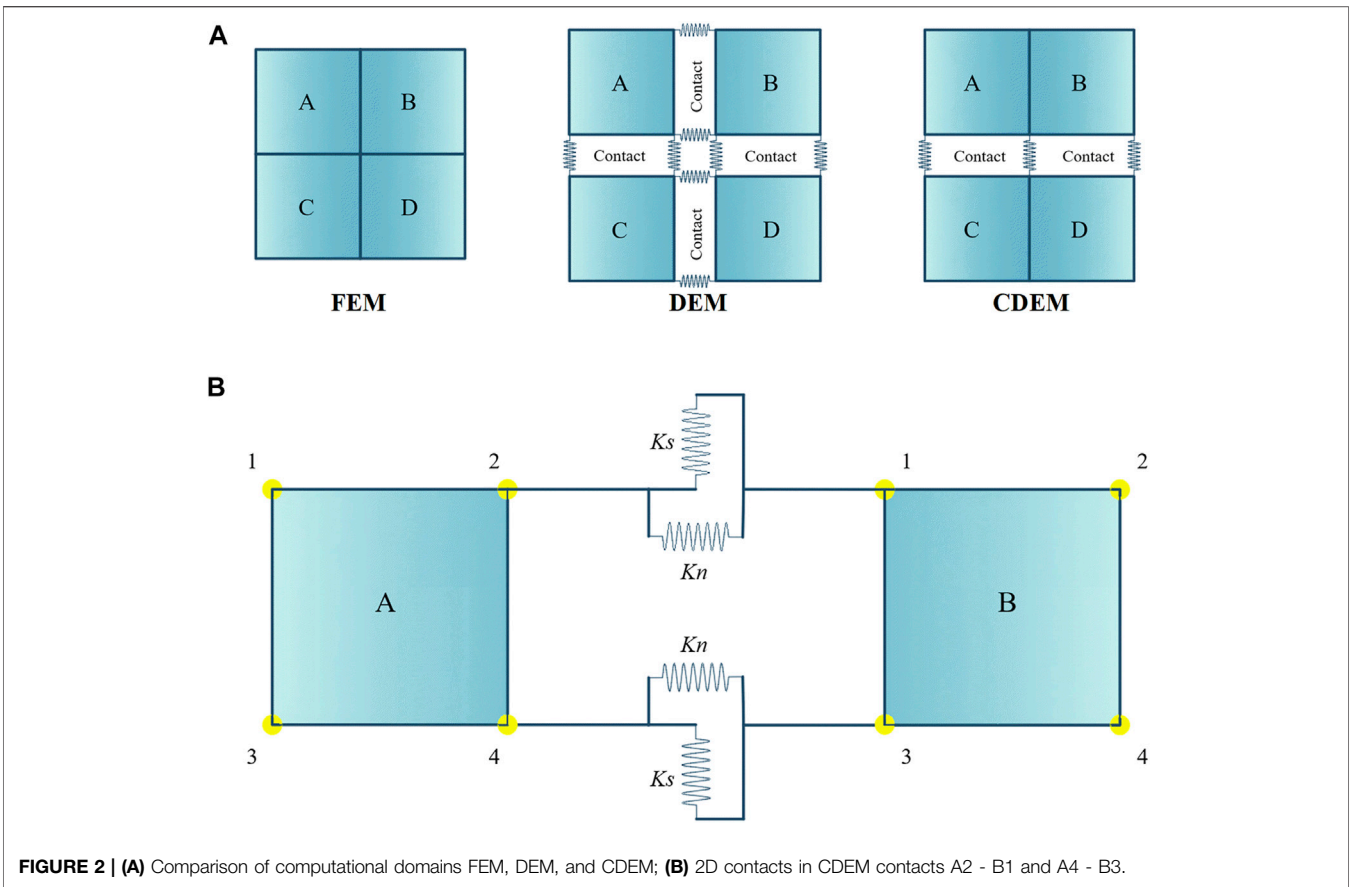 A
A
B
C
D
FEM
A
Contact
B
Contact
Contact
C
Contact
D
DEM
A
B
Contact
Contact
C
D
CDEM
B
Ks
1
2
1
2
Kn
A
B
Kn
3
4
Ks
3
4
FIGURE 2 | (A) Comparison of computational domains FEM, DEM, and CDEM; (B) 2D contacts in CDEM contacts A2 - B1 and A4 - B3.